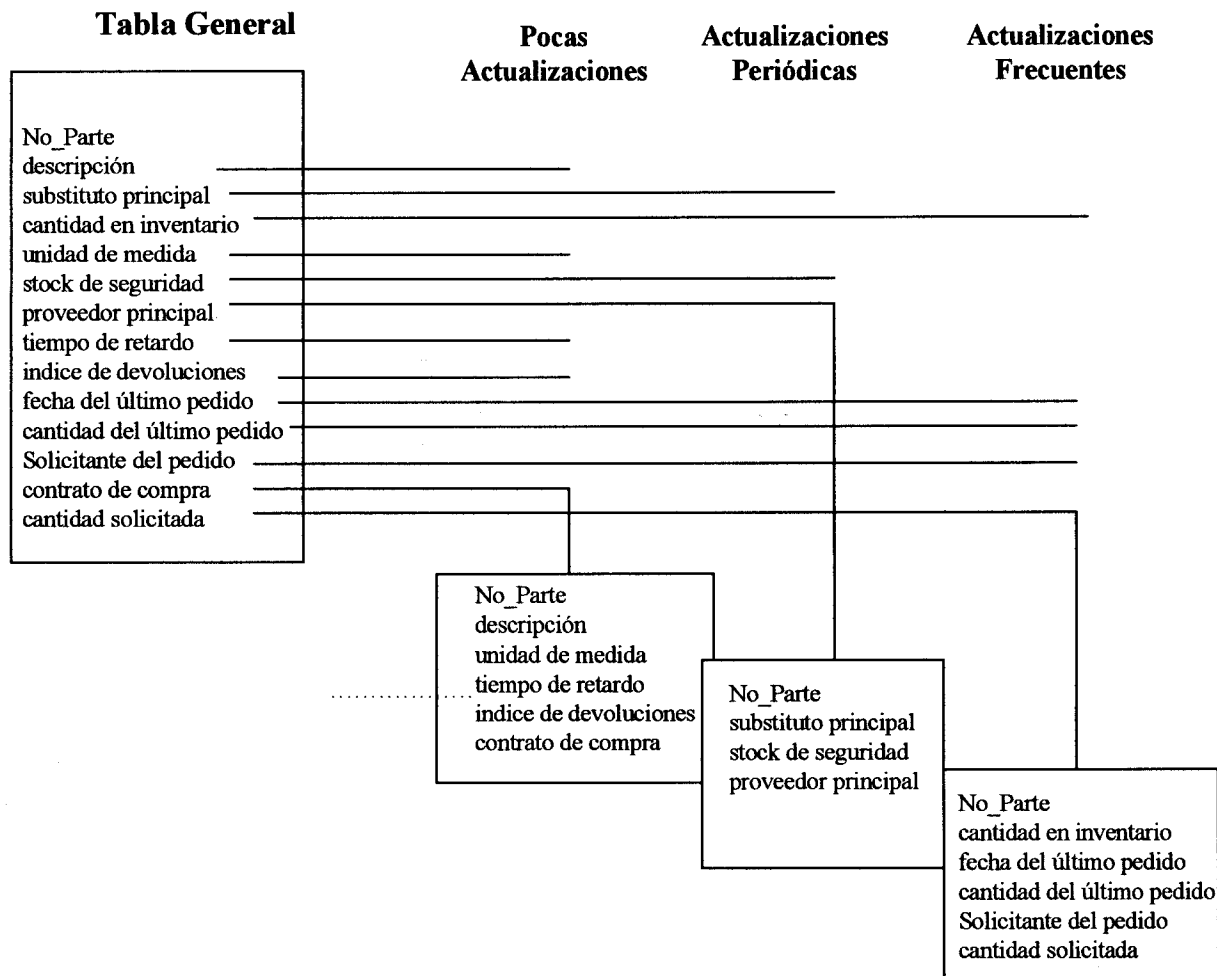 Tabla General
Pocas
Actualizaciones
Actualizaciones
Periódicas
Actualizaciones
Frecuentes
No_Parte
descripción
substituto principal
cantidad en inventario
unidad de medida
stock de seguridad
proveedor principal
tiempo de retardo
indice de devoluciones
fecha del último pedido
cantidad del último pedido
Solicitante del pedido
contrato de compra
cantidad solicitada
No_Parte
descripción
unidad de medida
tiempo de retardo
indice de devoluciones
contrato de compra
No_Parte
substituto principal
stock de seguridad
proveedor principal
No_Parte
cantidad en inventario
fecha del último pedido
cantidad del último pedido
Solicitante del pedido
cantidad solicitada